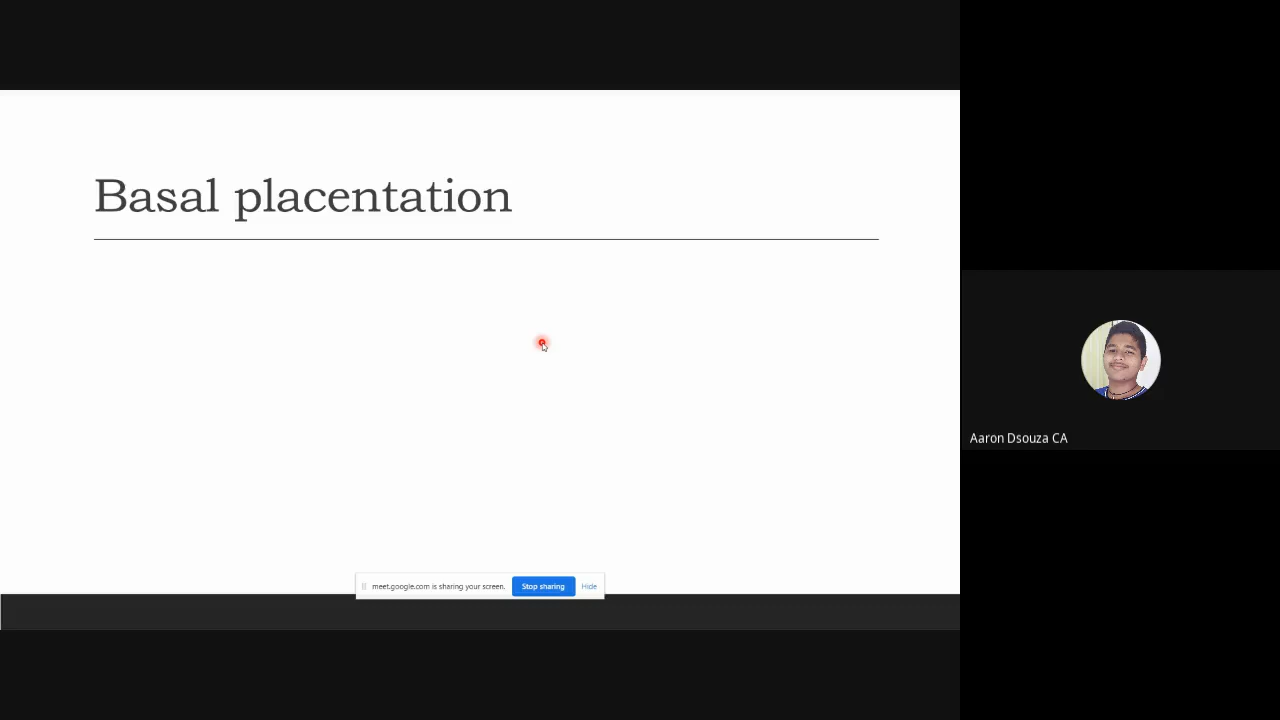 Basal placentation
meet.google.com is sharing your screen. Stop sharing Hide
Aaron Dsouza CA